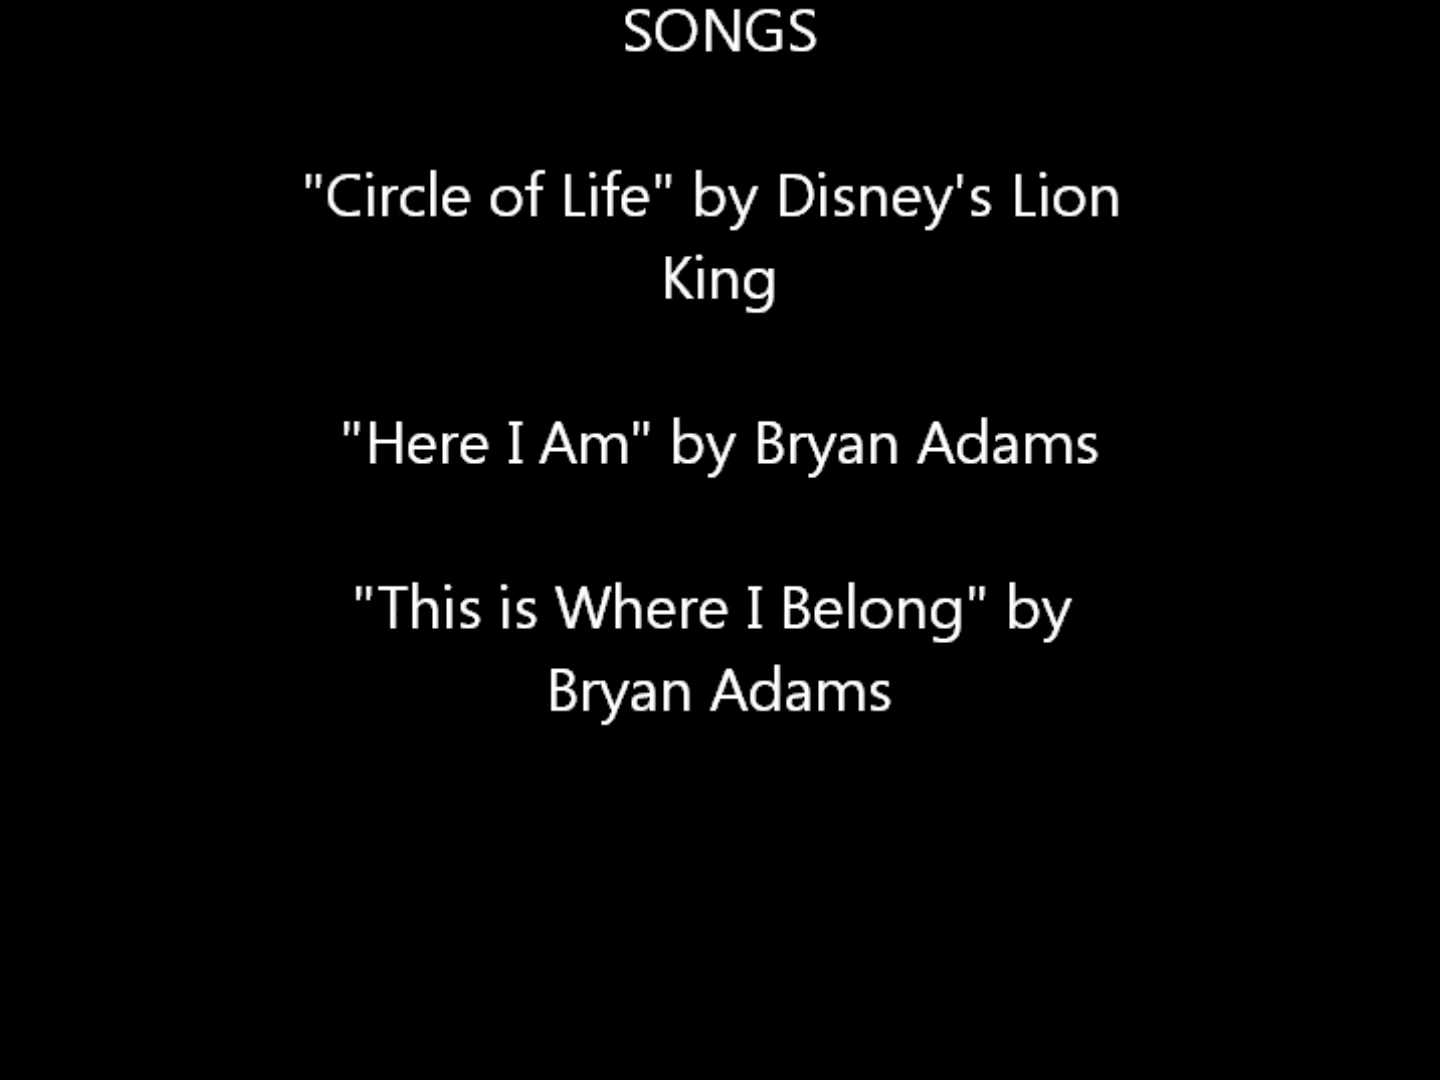 SONGS
"Circle of Life" by Disney's Lion
King
"Here I Am" by Bryan Adams
"This is Where I Belong" by
Bryan Adams